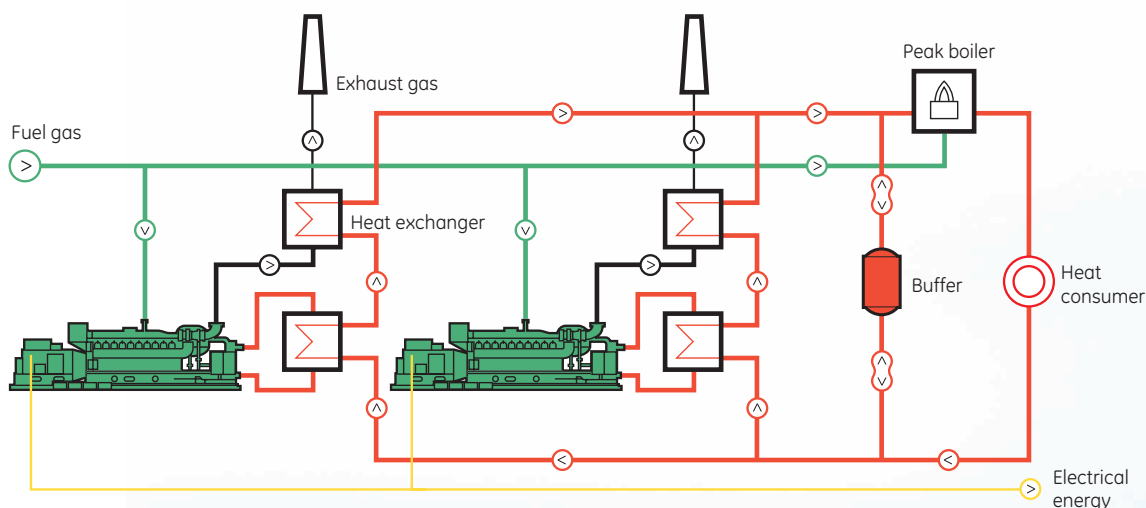 Peak boiler
Exhaust gas
Fuel gas
Heat exchanger
Buffer
Heat
consumer
Electrical
energy